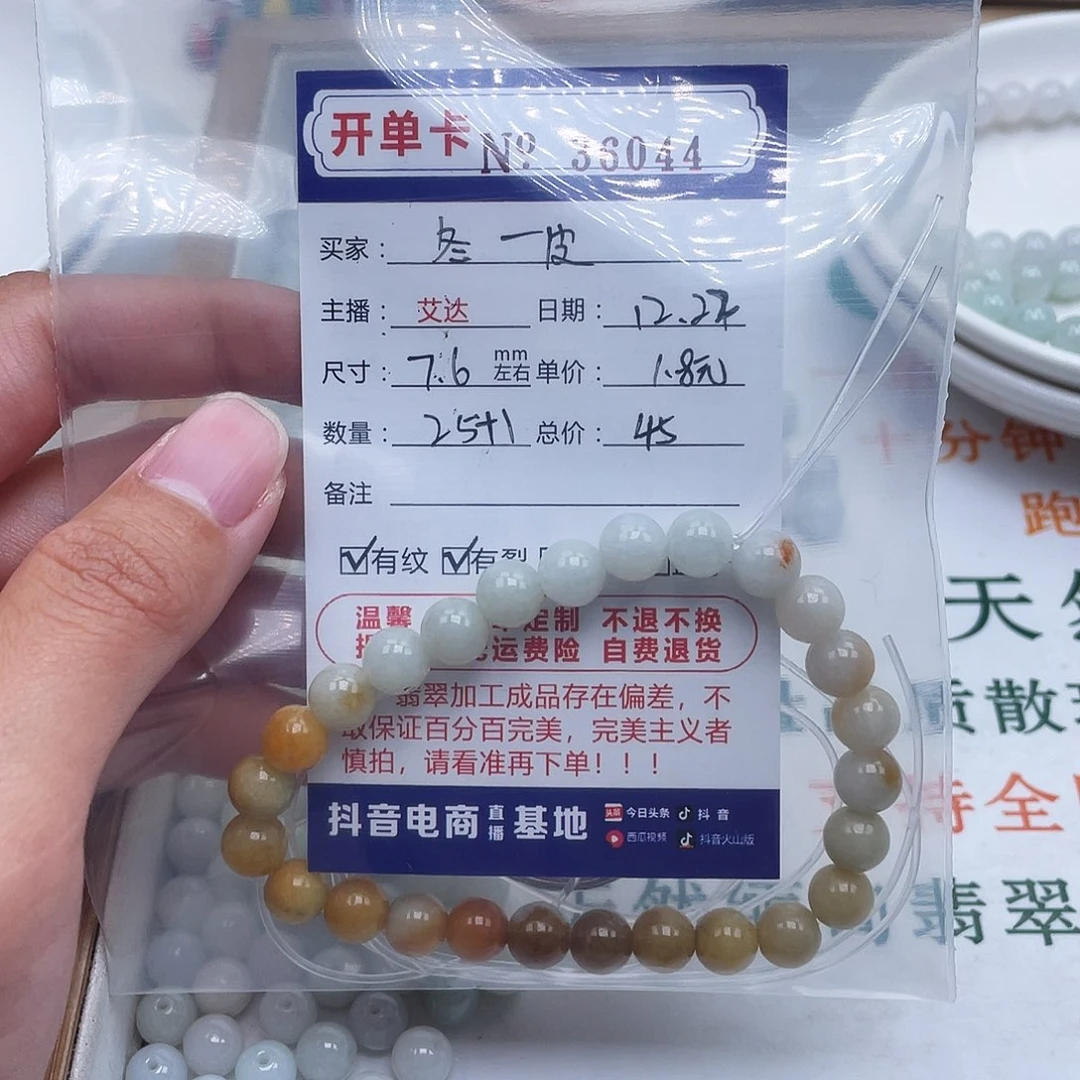 开单卡 Nº 36044
买家：冬一皮
主播：艾达 日期：12.27
尺寸：7.6 mm左右 单价：1.8元
数量：25+1 总价：45
备注
☑有纹 ☑有裂
温馨 定制 不退不换
运费险 自费退货
翡翠加工成品存在偏差，不
取保证百分百完美，完美主义者
慎拍，请看准再下单！！！
抖音电商直播基地 今日头条 抖音
西瓜视频 抖音火山版
分钟
跑
天
质散
持全
翡翠